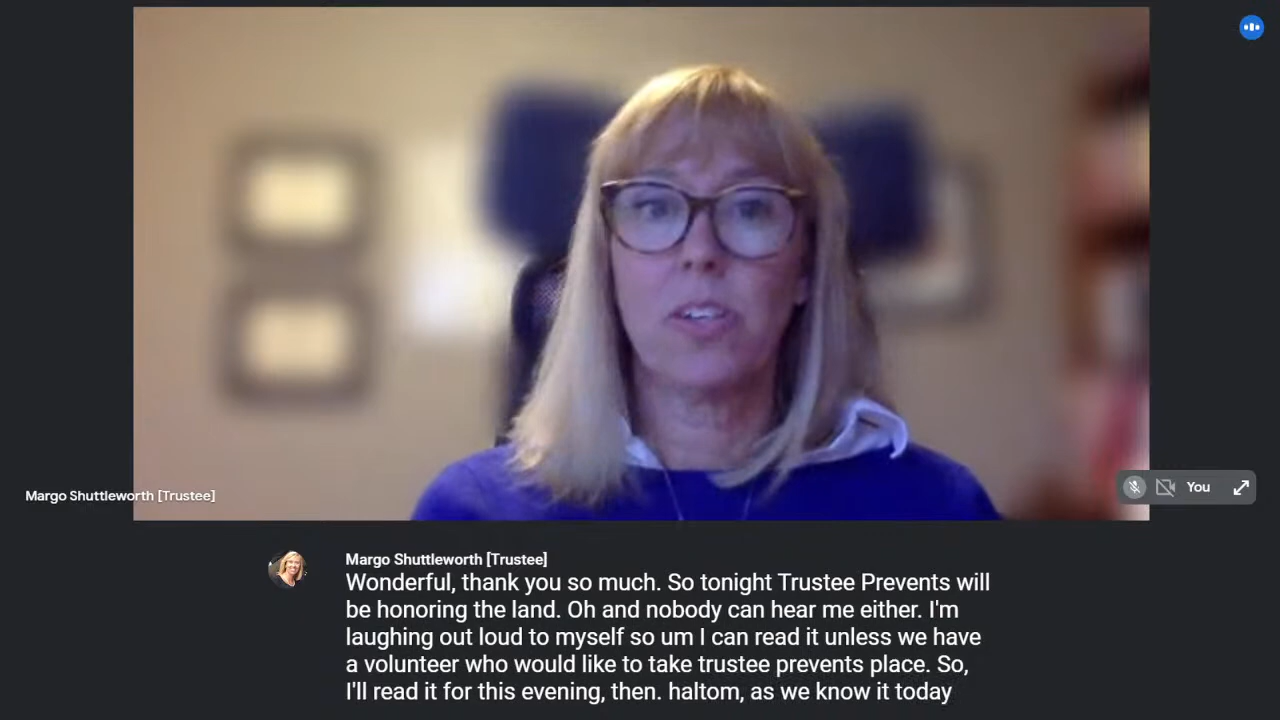 Margo Shuttleworth [Trustee]
You
Margo Shuttleworth [Trustee]
Wonderful, thank you so much. So tonight Trustee Prevents will
be honoring the land. Oh and nobody can hear me either. I'm
laughing out loud to myself so um I can read it unless we have
a volunteer who would like to take trustee prevents place. So,
I'll read it for this evening, then. haltom, as we know it today